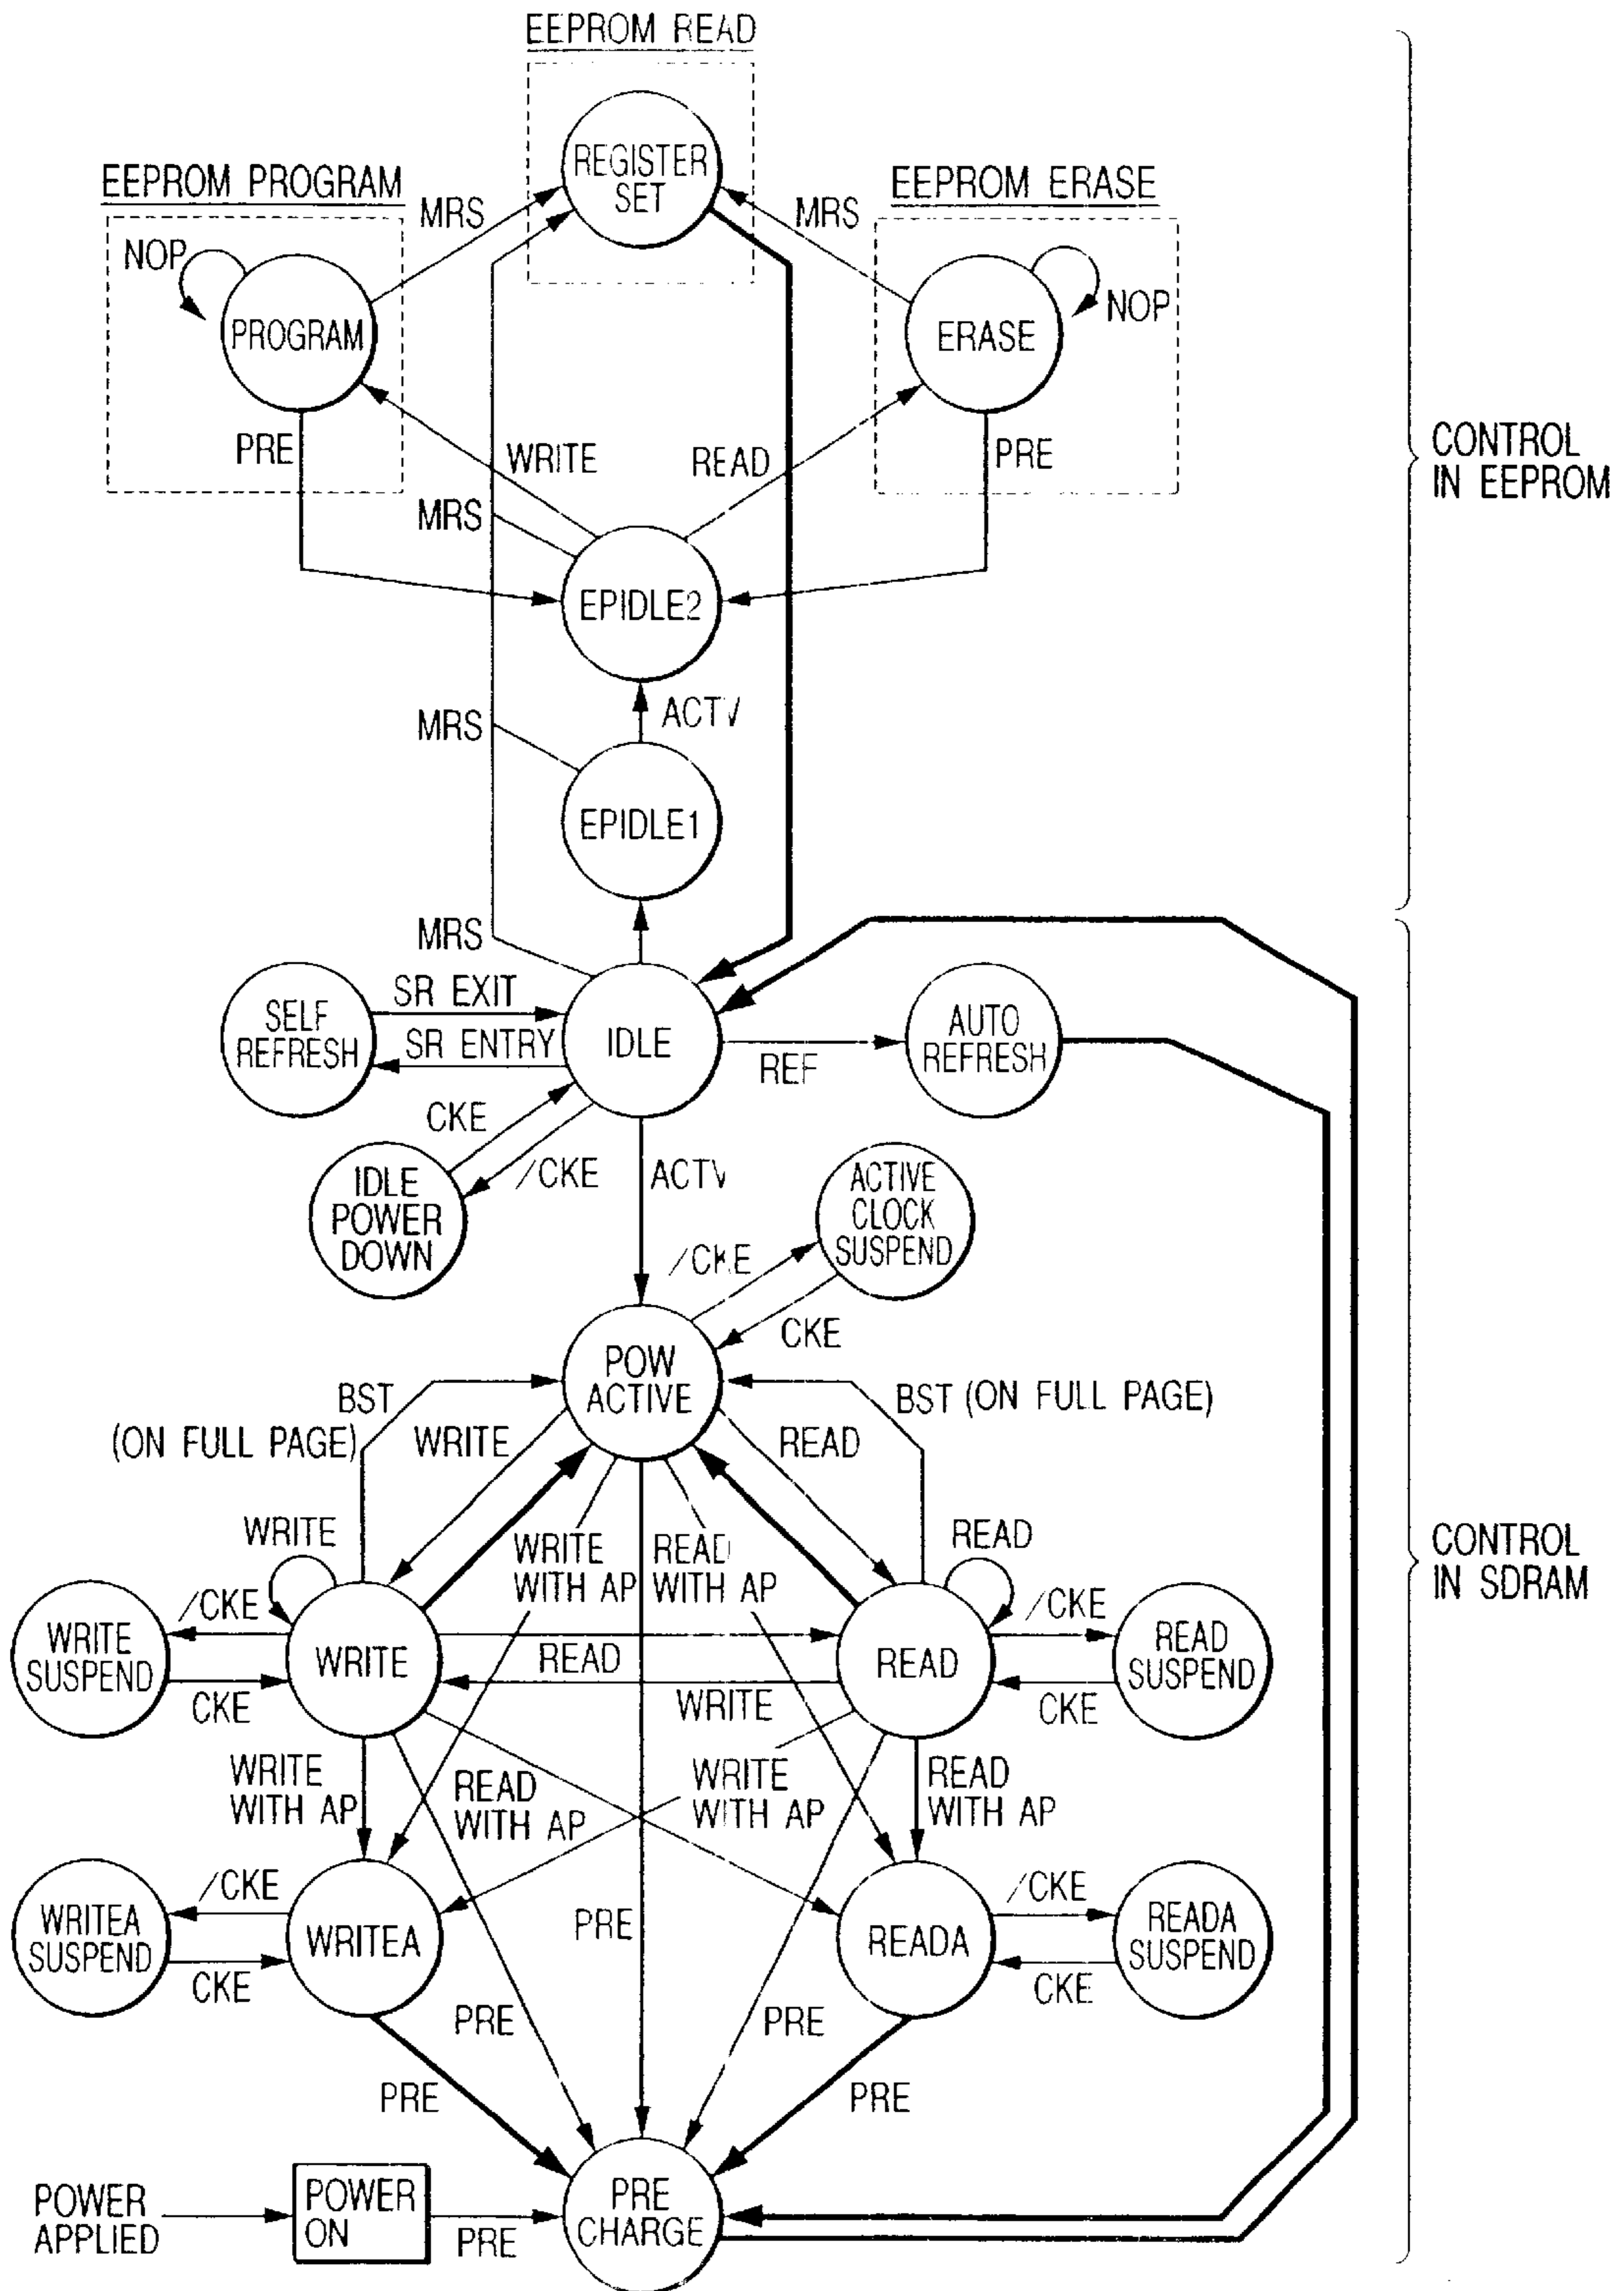 EEPROM READ
REGISTER
SET
EEPROM PROGRAM
MRS
MRS
EEPROM ERASE
NOP
PROGRAM
ERASE
NOP
PRE
WRITE
READ
PRE
CONTROL
IN EEPROM
MRS
EPIDLE2
MRS
ACTV
EPIDLE1
MRS
SELF
REFRESH
SR EXIT
SR ENTRY
IDLE
REF
AUTO
REFRESH
CKE
/CKE
IDLE
POWER
DOWN
ACTV
ACTIVE
CLOCK
SUSPEND
/CKE
CKE
POW
ACTIVE
BST
(ON FULL PAGE)
WRITE
READ
BST (ON FULL PAGE)
WRITE
WRITE
WITH AP
READ
WITH AP
READ
CONTROL
IN SDRAM
WRITE
SUSPEND
/CKE
CKE
WRITE
READ
WRITE
READ
/CKE
CKE
READ
SUSPEND
WRITE
WITH AP
READ
WITH AP
WRITE
WITH AP
READ
WITH AP
WRITEA
SUSPEND
/CKE
CKE
WRITEA
PRE
READA
/CKE
CKE
READA
SUSPEND
PRE
PRE
PRE
PRE
POWER
APPLIED
POWER
ON
PRE
PRE
CHARGE